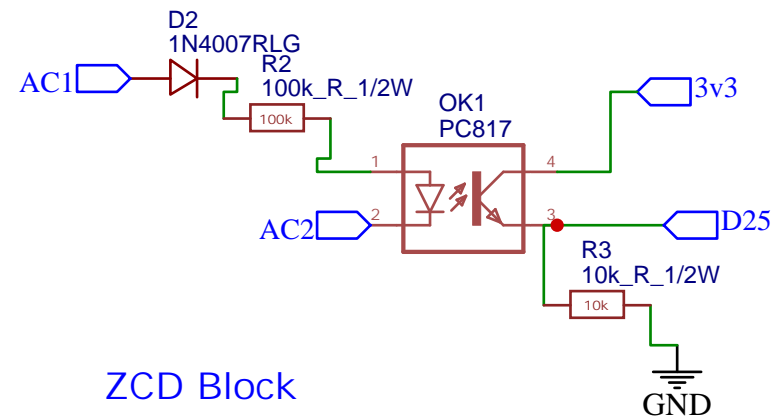 D2
1N4007RLG
AC1
R2
100k_R_1/2W
100k
OK1
PC817
3v3
1
4
AC2
2
3
D25
R3
10k_R_1/2W
10k
ZCD Block
GND